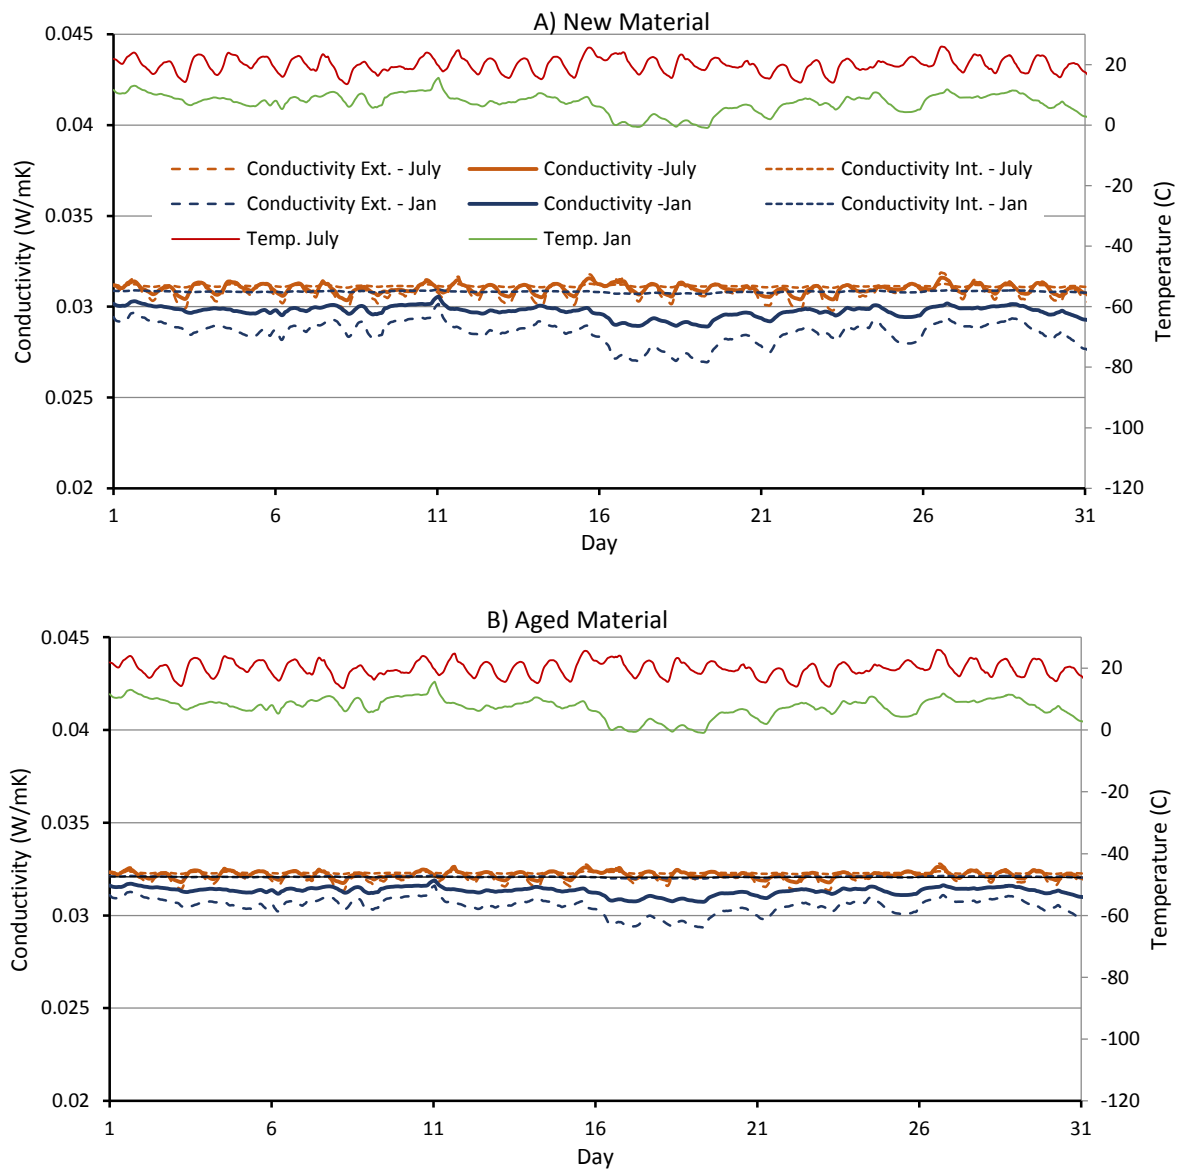 A) New Material
0.045
0.04
0.035
0.03
0.025
0.02
Conductivity (W/mK)
20
0
-20
-40
-60
-80
-100
-120
Temperature (C)
Conductivity Ext. - July Conductivity -July Conductivity Int. - July
Conductivity Ext. - Jan Conductivity -Jan Conductivity Int. - Jan
Temp. July Temp. Jan
1 6 11 16 21 26 31
Day
B) Aged Material
0.045
0.04
0.035
0.03
0.025
0.02
Conductivity (W/mK)
20
0
-20
-40
-60
-80
-100
-120
Temperature (C)
1 6 11 16 21 26 31
Day